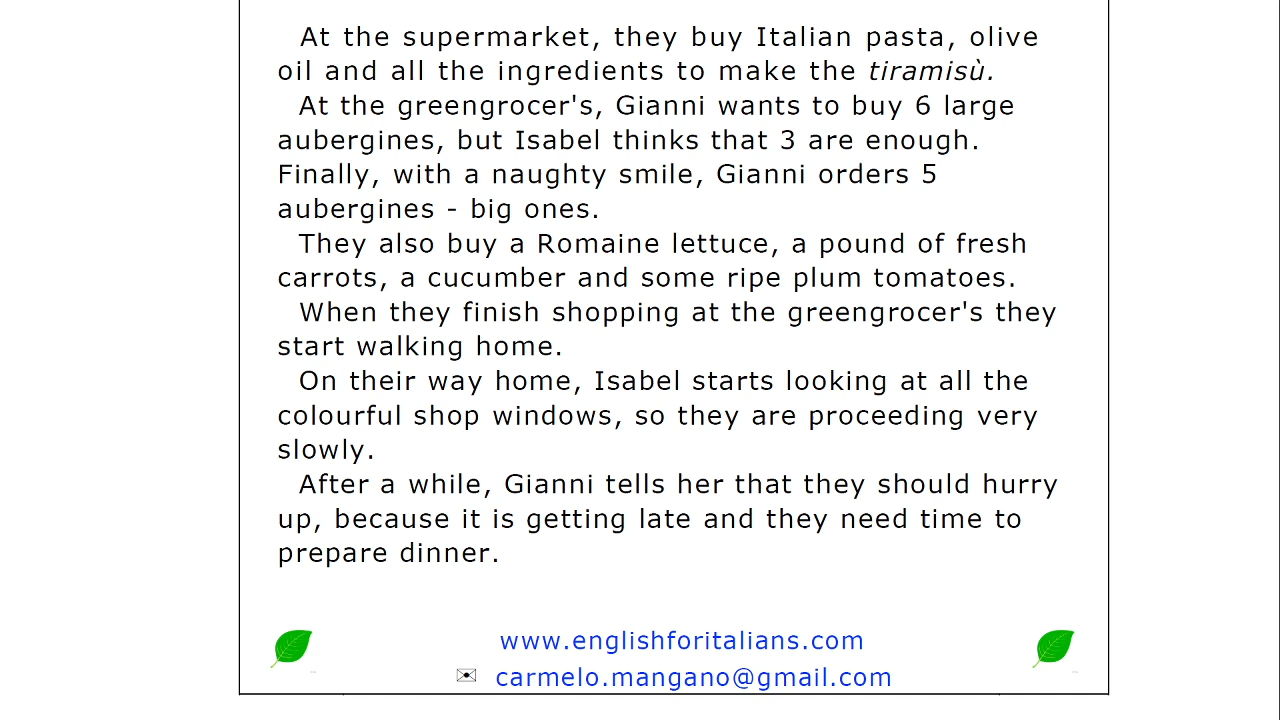 At the supermarket, they buy Italian pasta, olive
oil and all the ingredients to make the tiramisù.
At the greengrocer's, Gianni wants to buy 6 large
aubergines, but Isabel thinks that 3 are enough.
Finally, with a naughty smile, Gianni orders 5
aubergines - big ones.
They also buy a Romaine lettuce, a pound of fresh
carrots, a cucumber and some ripe plum tomatoes.
When they finish shopping at the greengrocer's they
start walking home.
On their way home, Isabel starts looking at all the
colourful shop windows, so they are proceeding very
slowly.
After a while, Gianni tells her that they should hurry
up, because it is getting late and they need time to
prepare dinner.
www.englishforitalians.com
carmelo.mangano@gmail.com